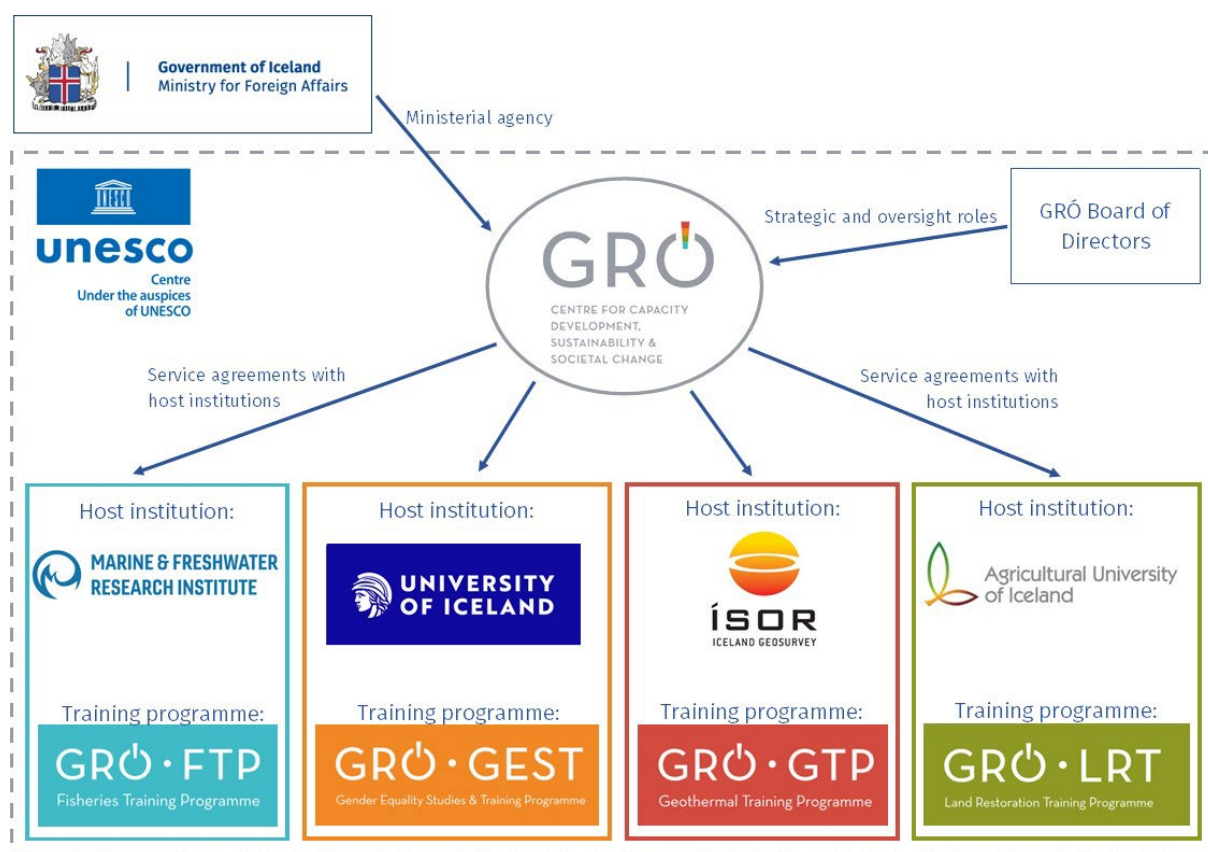 Government of Iceland
Ministry for Foreign Affairs
Ministerial agency
unesco
Centre
Under the auspices
of UNESCO
GRÓ
CENTRE FOR CAPACITY
DEVELOPMENT,
SUSTAINABILITY &
SOCIETAL CHANGE
Strategic and oversight roles
GRÓ Board of
Directors
Service agreements with
host institutions
Service agreements with
host institutions
Host institution:
MARINE & FRESHWATER
RESEARCH INSTITUTE
Training programme:
GRÓ · FTP
Fisheries Training Programme
Host institution:
UNIVERSITY
OF ICELAND
Training programme:
GRÓ · GEST
Gender Equality Studies & Training Programme
Host institution:
ÍSOR
ICELAND GEOSURVEY
Training programme:
GRÓ · GTP
Geothermal Training Programme
Host institution:
Agricultural University
of Iceland
Training programme:
GRÓ · LRT
Land Restoration Training Programme